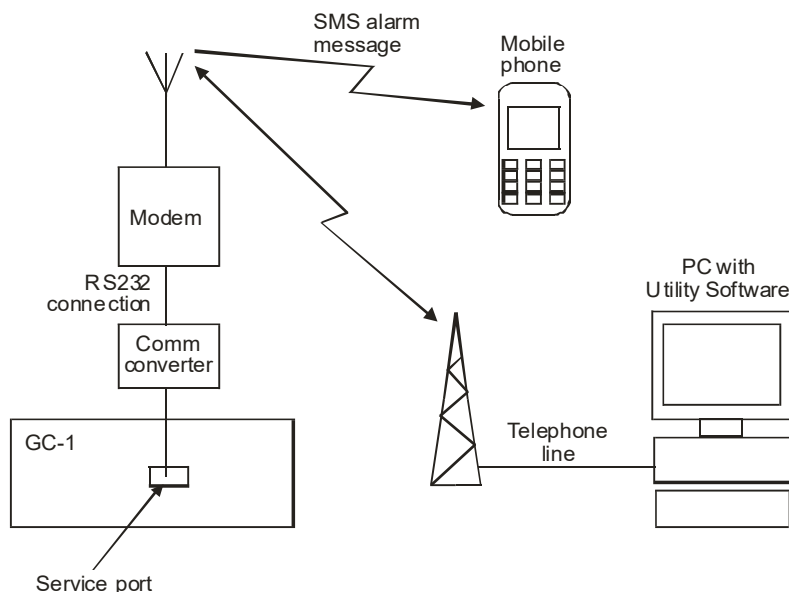 SMS alarm
message
Mobile
phone
Modem
RS232
connection
PC with
Utility Software
Comm
converter
GC-1
Telephone
line
Service port